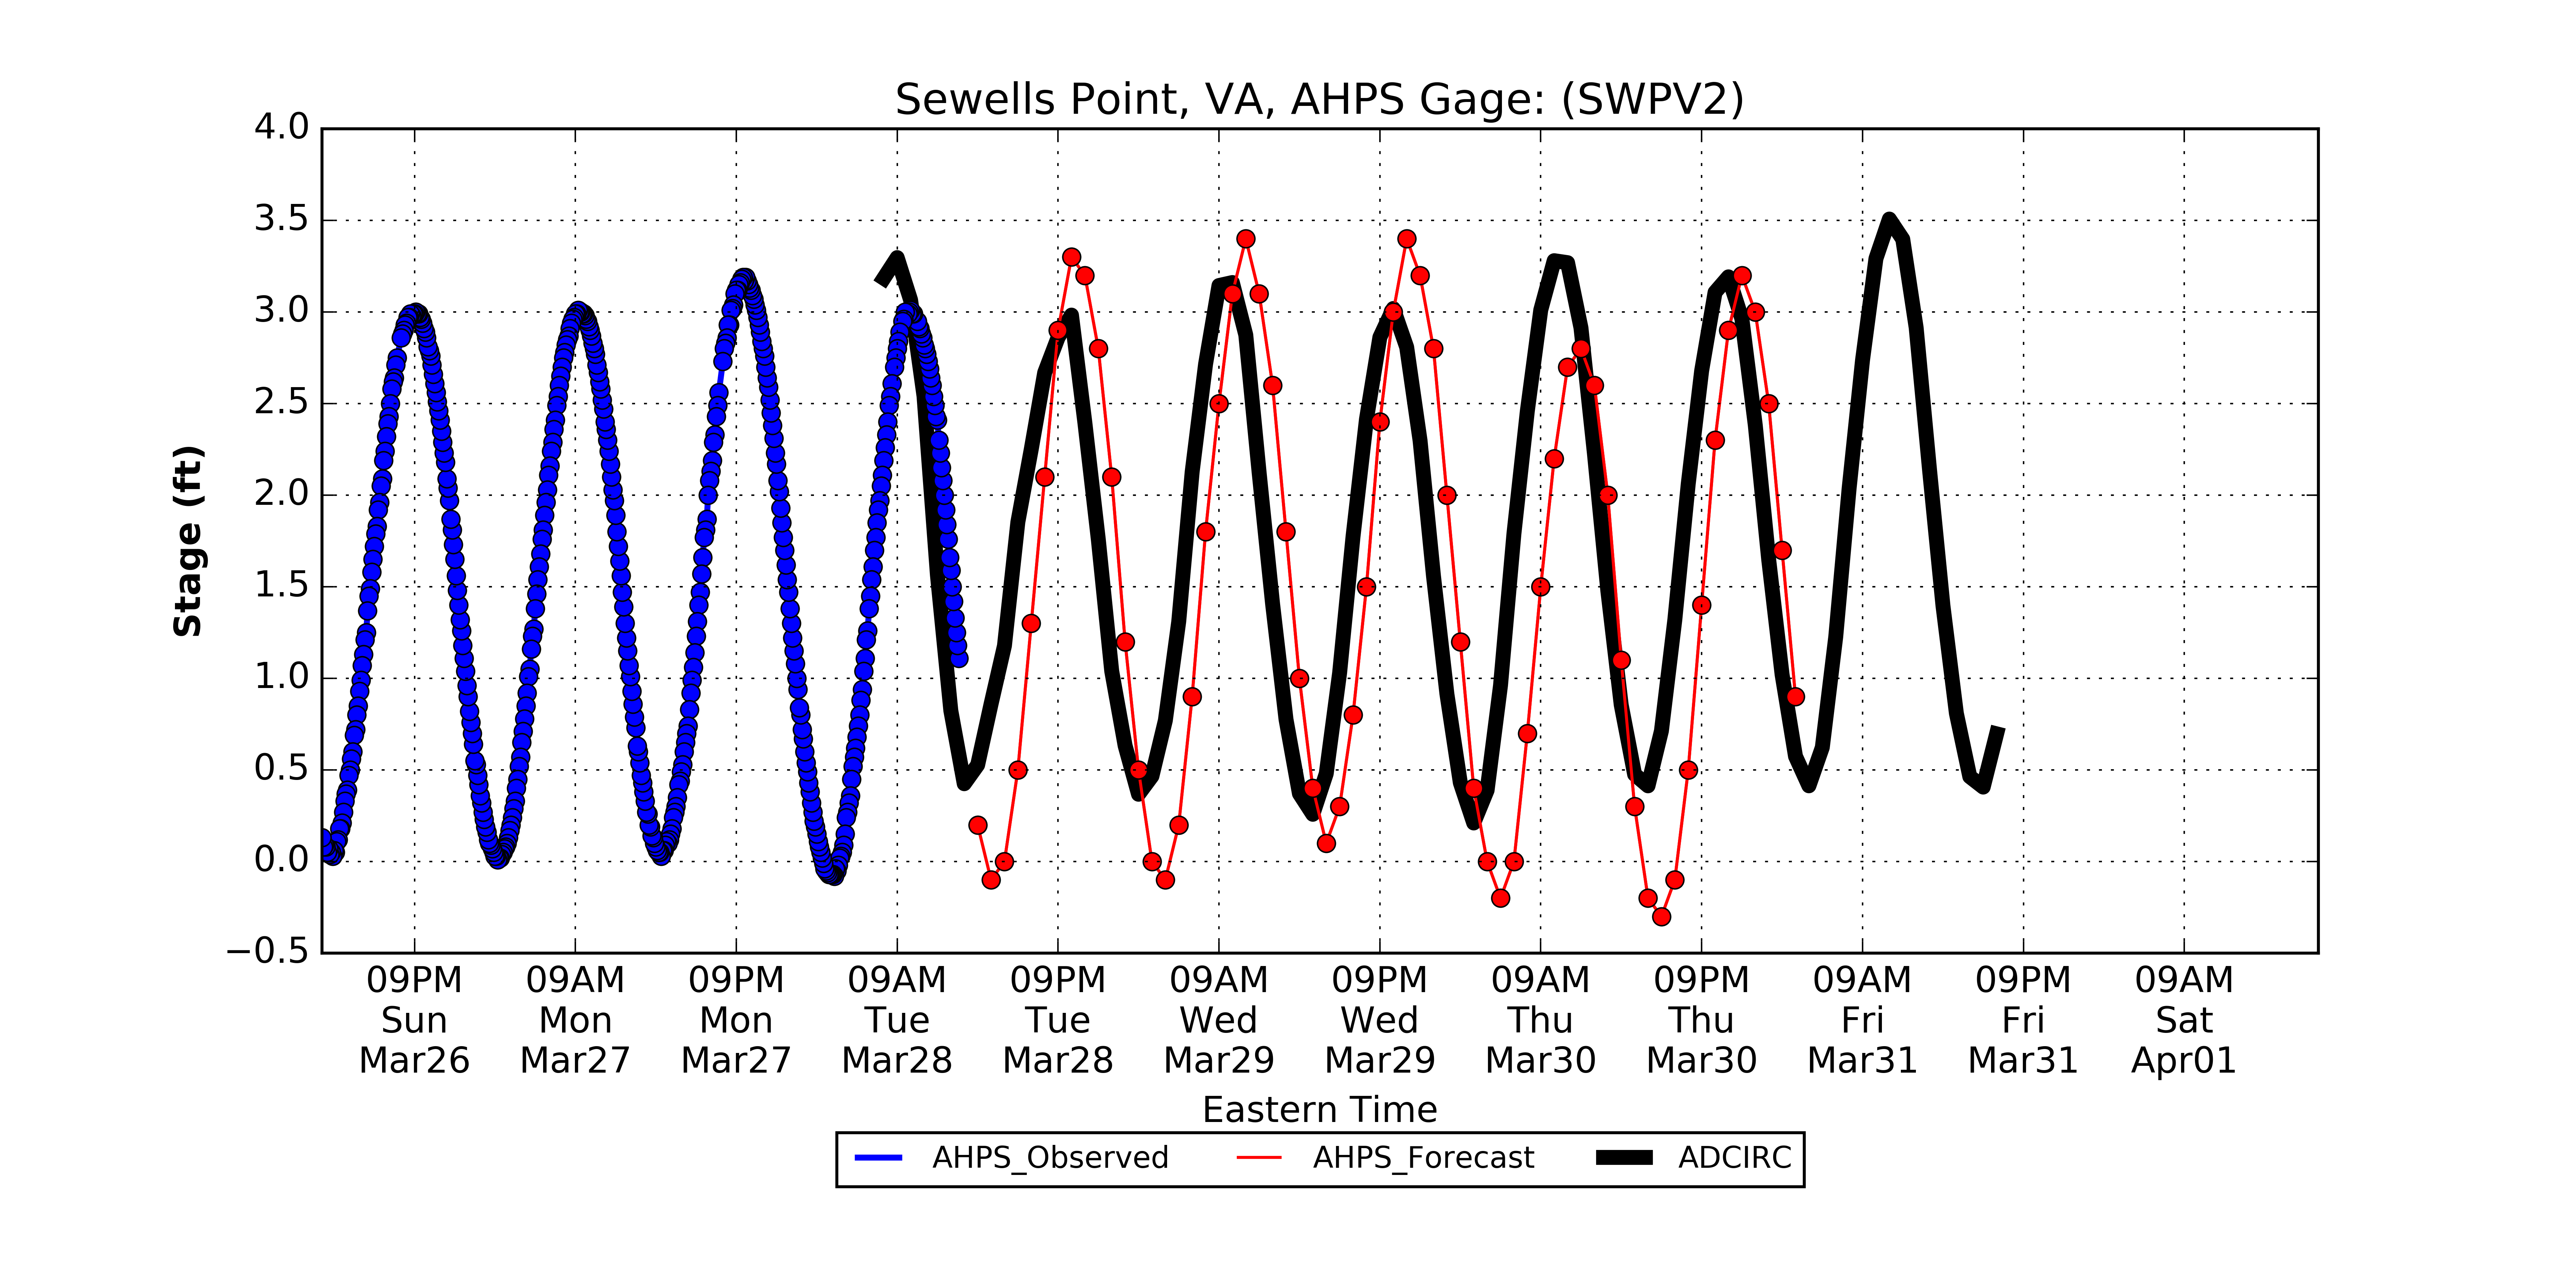 Sewells Point, VA, AHPS Gage: (SWPV2)
4.0
3.5
3.0
2.5
2.0
1.5
1.0
0.5
0.0
−0.5
Stage (ft)
09PM 09AM 09PM 09AM 09PM 09AM 09PM 09AM 09PM 09AM 09PM 09AM
Sun Mon Mon Tue Tue Wed Wed Thu Thu Fri Fri Sat
Mar26 Mar27 Mar27 Mar28 Mar28 Mar29 Mar29 Mar30 Mar30 Mar31 Mar31 Apr01
Eastern Time
AHPS_Observed AHPS_Forecast ADCIRC